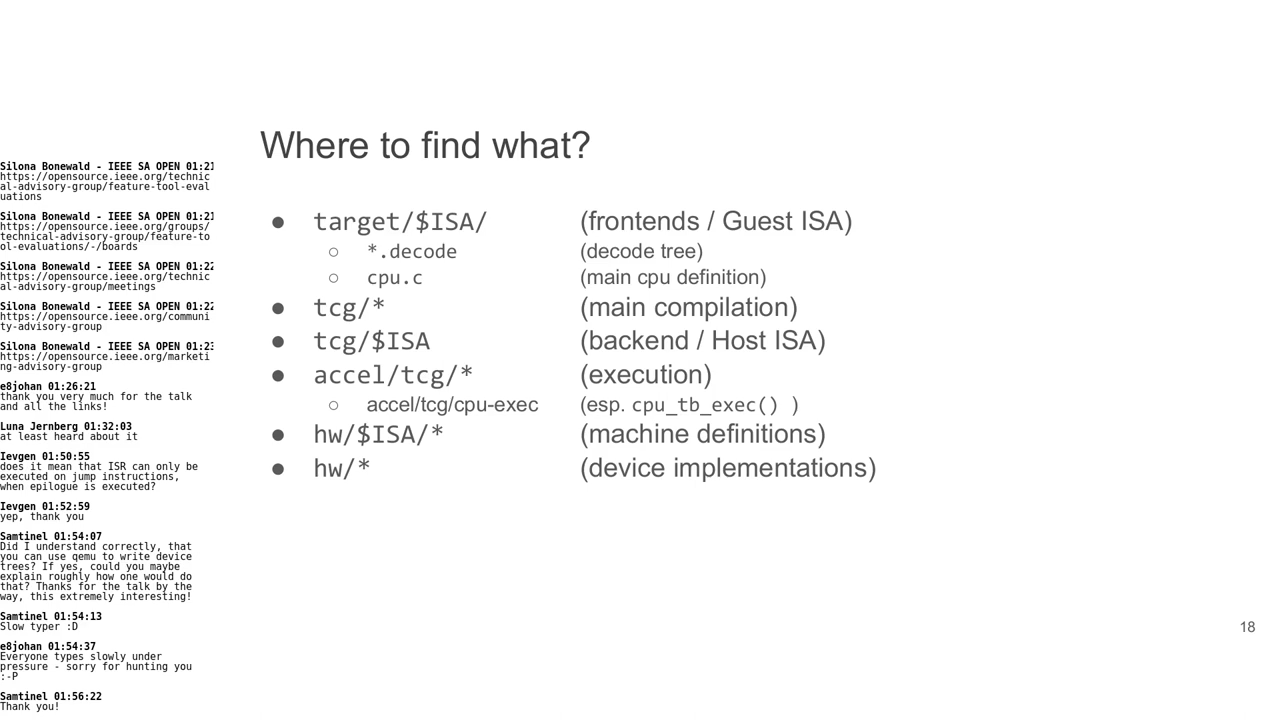 Silona Bonewald - IEEE SA OPEN 01:21
https://opensource.ieee.org/technic
al-advisory-group/feature-tool-eval
uations
Silona Bonewald - IEEE SA OPEN 01:21
https://opensource.ieee.org/groups/
technical-advisory-group/feature-to
ol-evaluations/-/boards
Silona Bonewald - IEEE SA OPEN 01:22
https://opensource.ieee.org/technic
al-advisory-group/meetings
Silona Bonewald - IEEE SA OPEN 01:22
https://opensource.ieee.org/communi
ty-advisory-group
Silona Bonewald - IEEE SA OPEN 01:23
https://opensource.ieee.org/marketi
ng-advisory-group
e8johan 01:26:21
thank you very much for the talk
and all the links!
Luna Jernberg 01:32:03
at least heard about it
Ievgen 01:50:55
does it mean that ISR can only be
executed on jump instructions,
when epilogue is executed?
Ievgen 01:52:59
yep, thank you
Samtinel 01:54:07
Did I understand correctly, that
you can use qemu to write device
trees? If yes, could you maybe
explain roughly how one would do
that? Thanks for the talk by the
way, this extremely interesting!
Samtinel 01:54:13
Slow typer :D
e8johan 01:54:37
Everyone types slowly under
pressure - sorry for hunting you
:-P
Samtinel 01:56:22
Thank you!
Where to find what?
● target/$ISA/ (frontends / Guest ISA)
○ *.decode (decode tree)
○ cpu.c (main cpu definition)
● tcg/* (main compilation)
● tcg/$ISA (backend / Host ISA)
● accel/tcg/* (execution)
○ accel/tcg/cpu-exec (esp. cpu_tb_exec() )
● hw/$ISA/* (machine definitions)
● hw/* (device implementations)
18